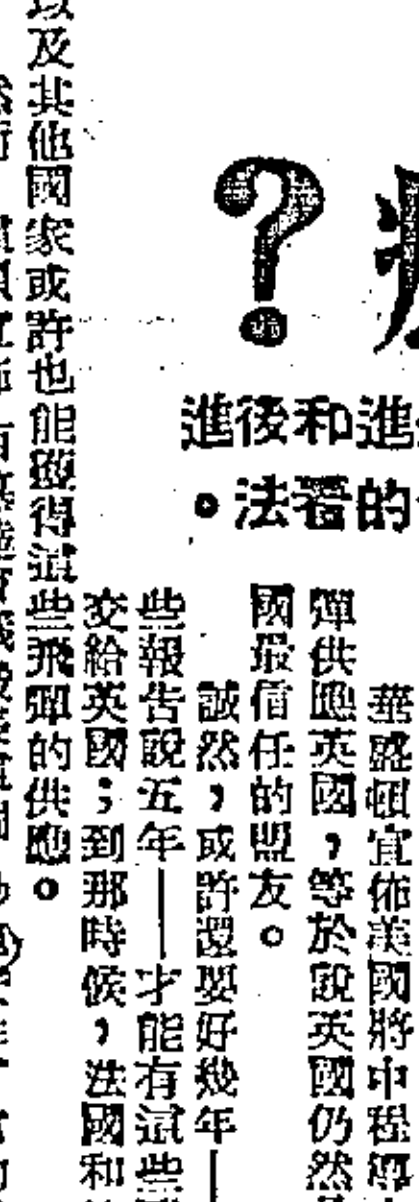 ？
進和後進
的看法。
華盛頓宣佈美國將中程彈
彈供應英國，等於說英國仍然
國最信任的盟友。
誠然，或許還要好幾年——
些報告說五年——才能有這些
交給英國；到那時候，法國和
以及其他國家或許也能獲得這些飛彈的供應。